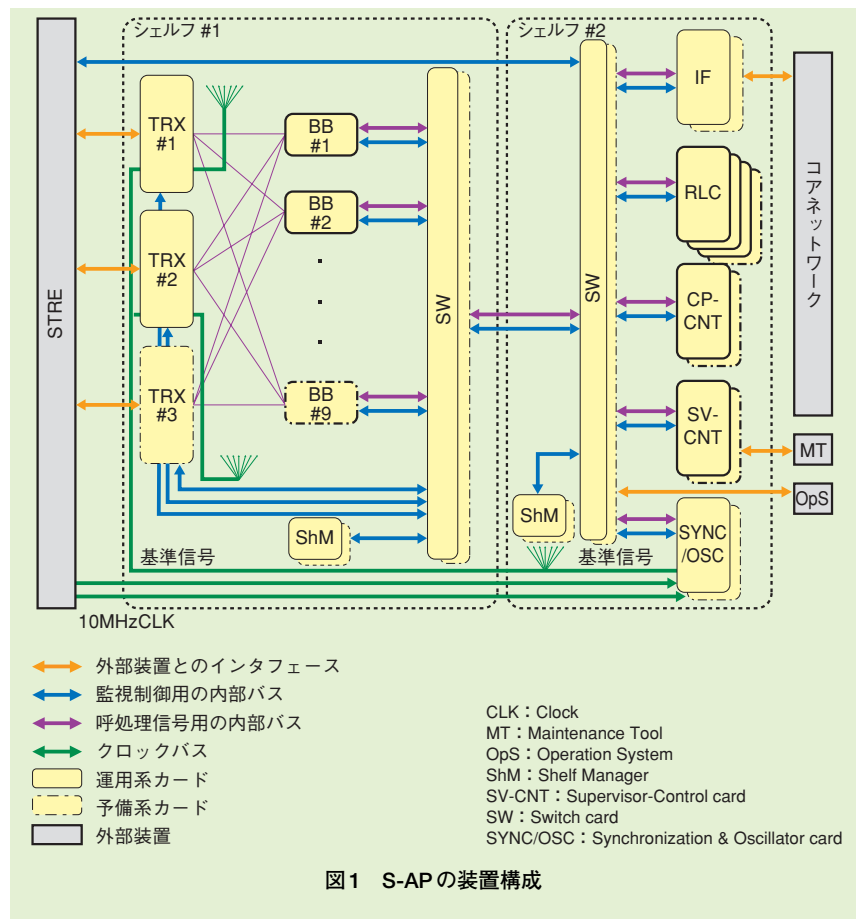 シェルフ #1
シェルフ #2
STRE
TRX
#1
TRX
#2
TRX
#3
BB
#1
BB
#2
BB
#9
SW
ShM
基準信号
SW
IF
RLC
CP-
CNT
SV-
CNT
SYNC
/OSC
ShM
基準信号
コアネットワーク
MT
OpS
10MHzCLK
外部装置とのインタフェース
監視制御用の内部バス
呼処理信号用の内部バス
クロックバス
運用系カード
予備系カード
外部装置
CLK：Clock
MT：Maintenance Tool
OpS：Operation System
ShM：Shelf Manager
SV-CNT：Supervisor-Control card
SW：Switch card
SYNC/OSC：Synchronization & Oscillator card
図1 S-APの装置構成